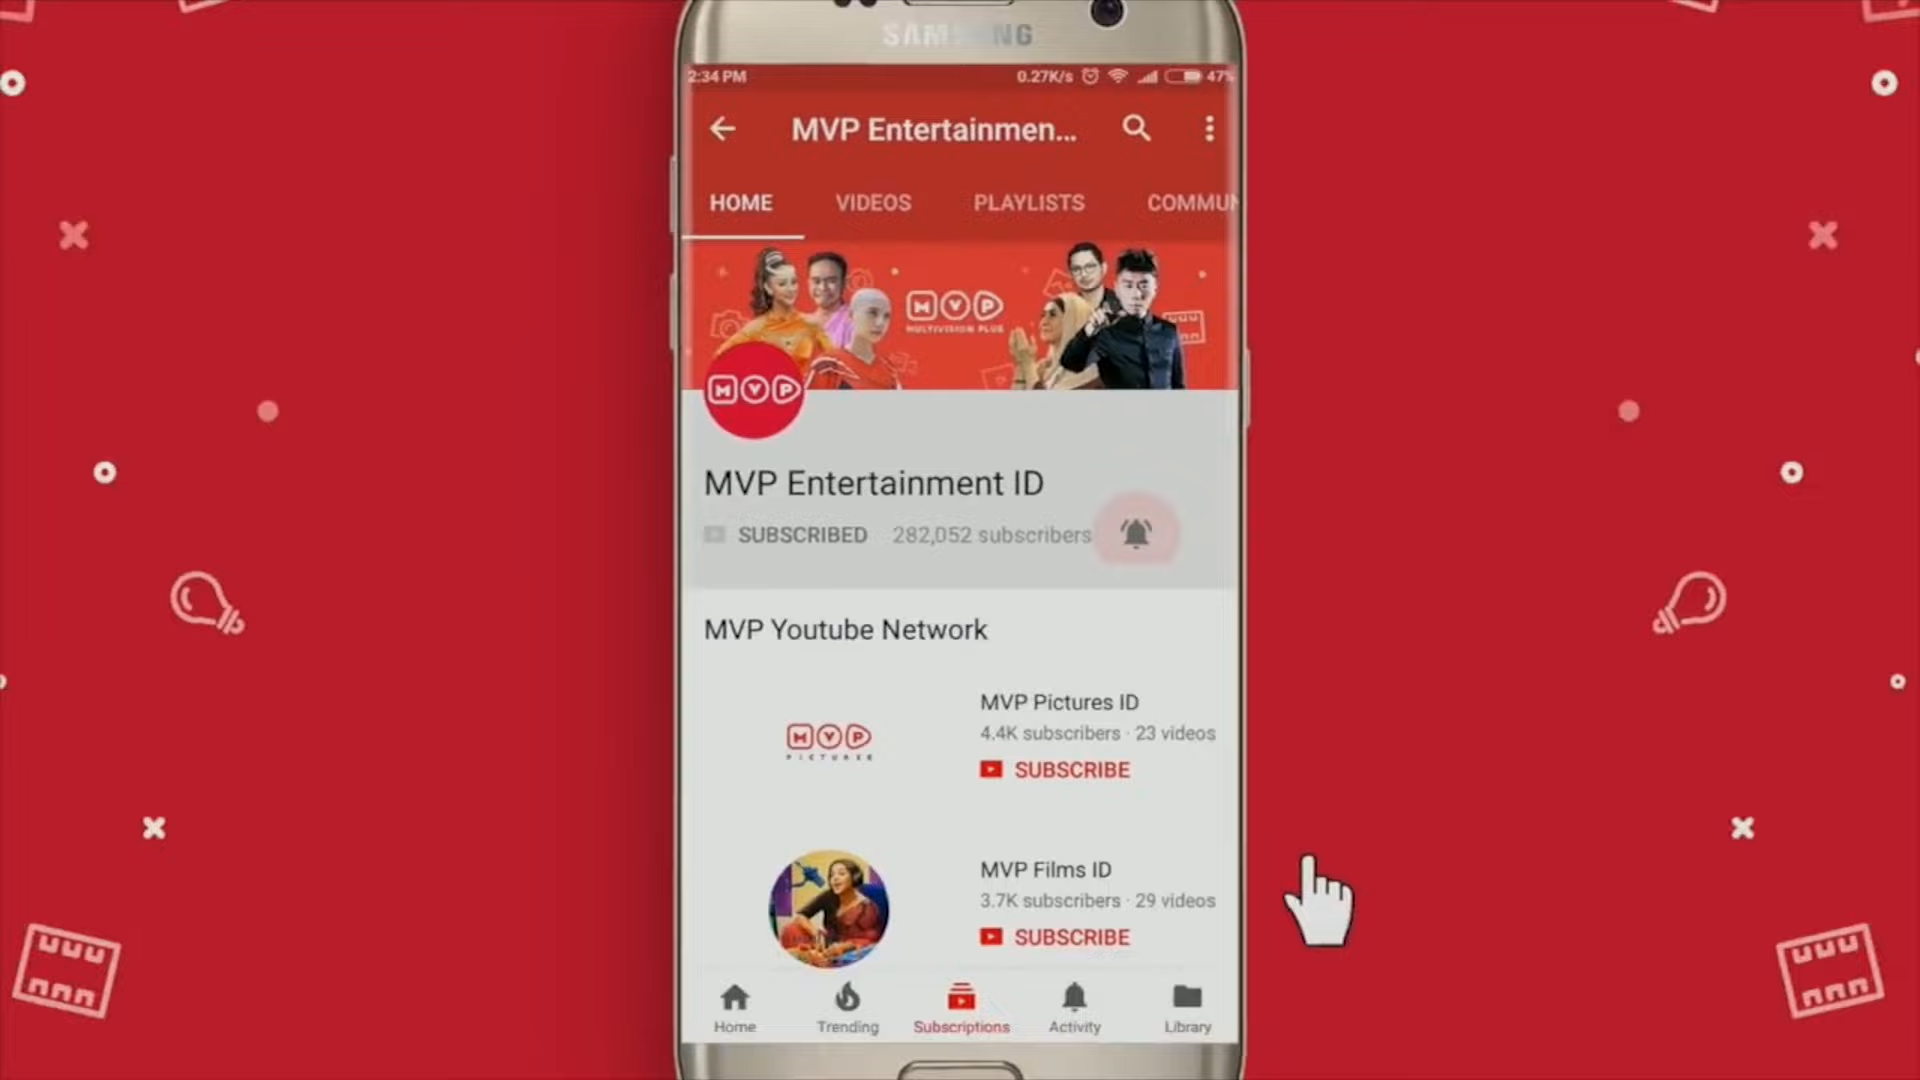 SAMSUNG
2:34 PM 0.27K/s 47%
MVP Entertainmen...
HOME VIDEOS PLAYLISTS COMMUN
MVP
MULTIVISION PLUS
MVP
MVP Entertainment ID
SUBSCRIBED 282,052 subscribers
MVP Youtube Network
MVP Pictures ID
4.4K subscribers · 23 videos
MVP
PICTURES
SUBSCRIBE
MVP Films ID
3.7K subscribers · 29 videos
SUBSCRIBE
Home Trending Subscriptions Activity Library